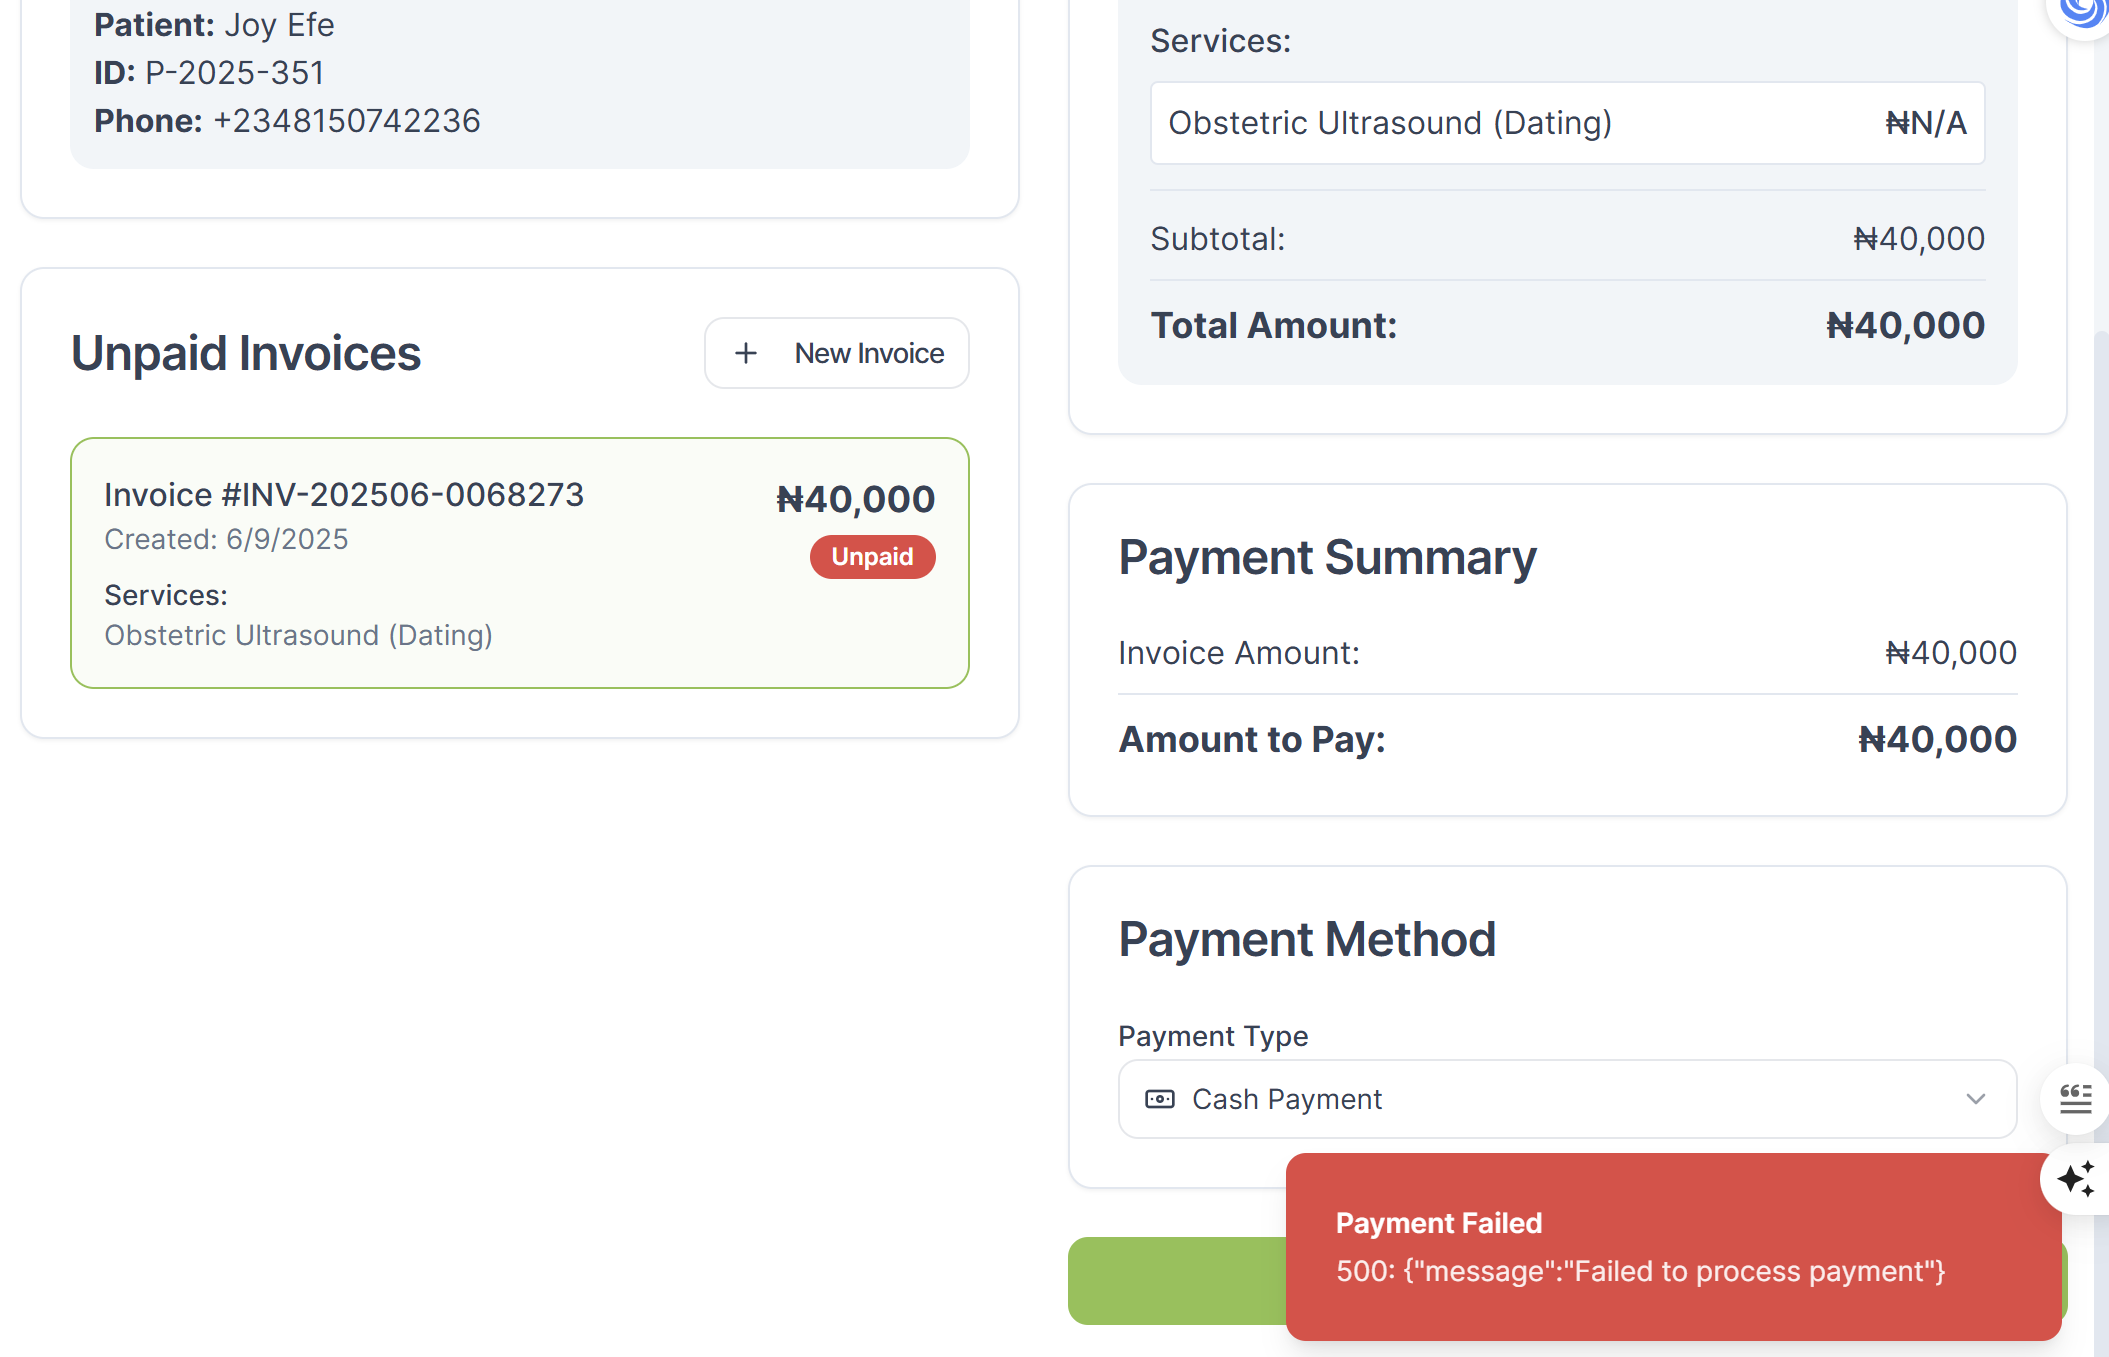 Patient: Joy Efe
ID: P-2025-351
Phone: +2348150742236
Unpaid Invoices
+ New Invoice
Invoice #INV-202506-0068273
₦40,000
Created: 6/9/2025
Unpaid
Services:
Obstetric Ultrasound (Dating)
Services:
Obstetric Ultrasound (Dating) ₦N/A
Subtotal: ₦40,000
Total Amount: ₦40,000
Payment Summary
Invoice Amount: ₦40,000
Amount to Pay: ₦40,000
Payment Method
Payment Type
Cash Payment
Payment Failed
500: {"message":"Failed to process payment"}